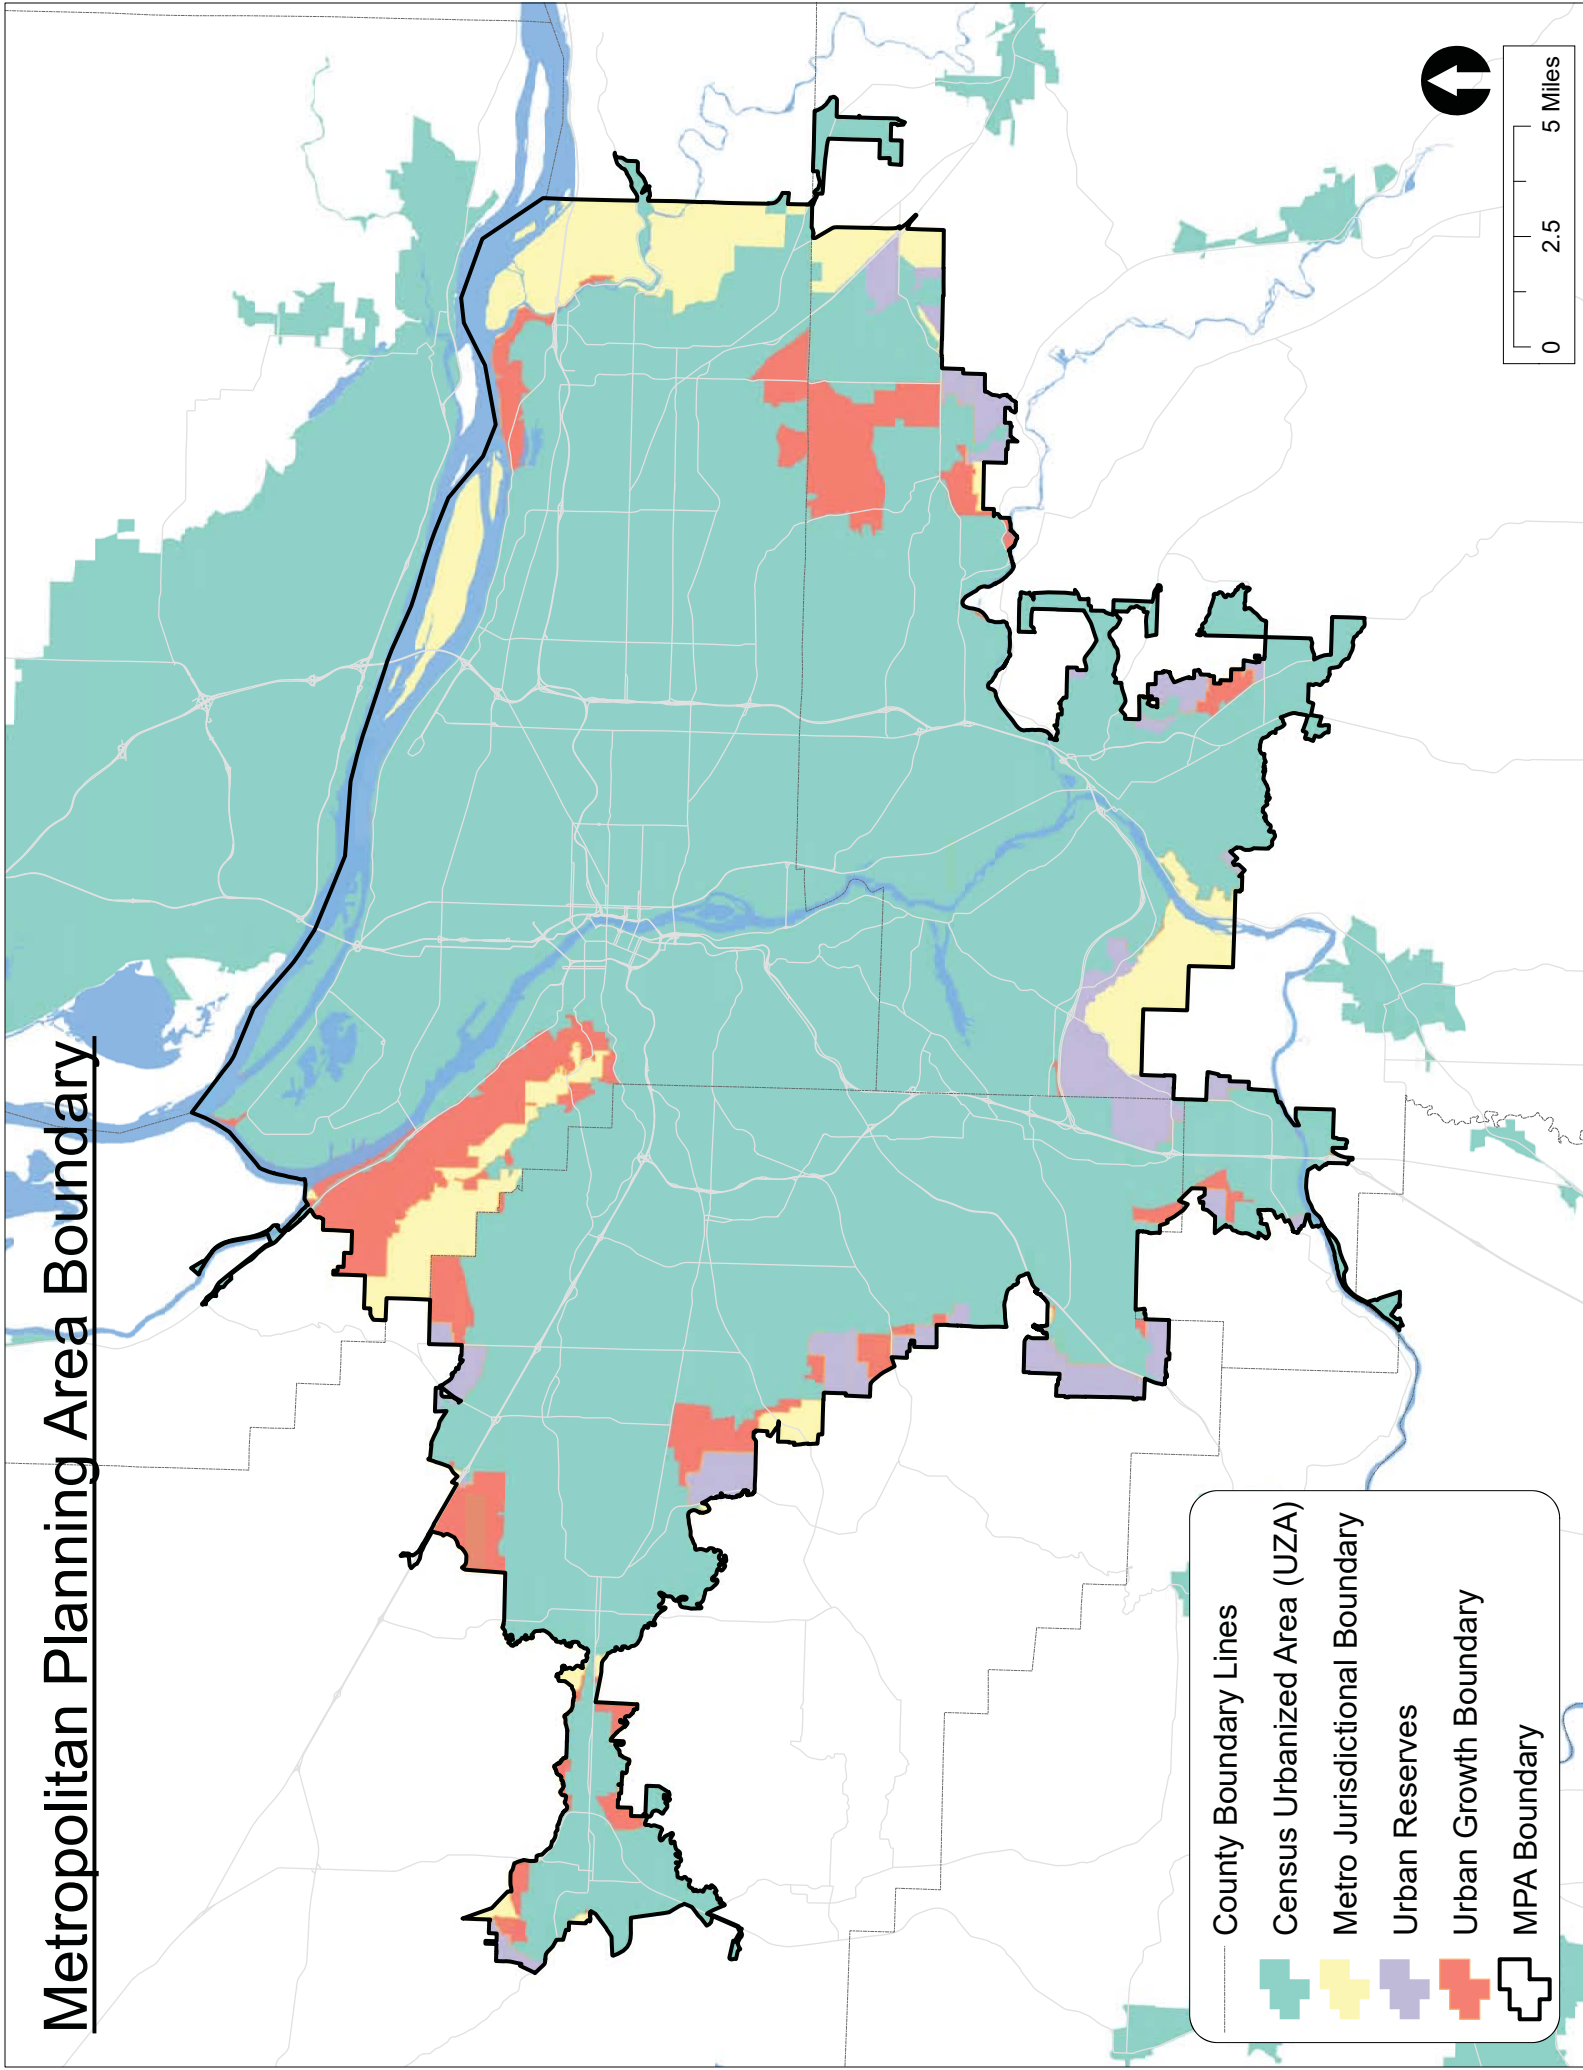 Metropolitan Planning Area Boundary
County Boundary Lines
Census Urbanized Area (UZA)
Metro Jurisdictional Boundary
Urban Reserves
Urban Growth Boundary
MPA Boundary
0 2.5 5 Miles